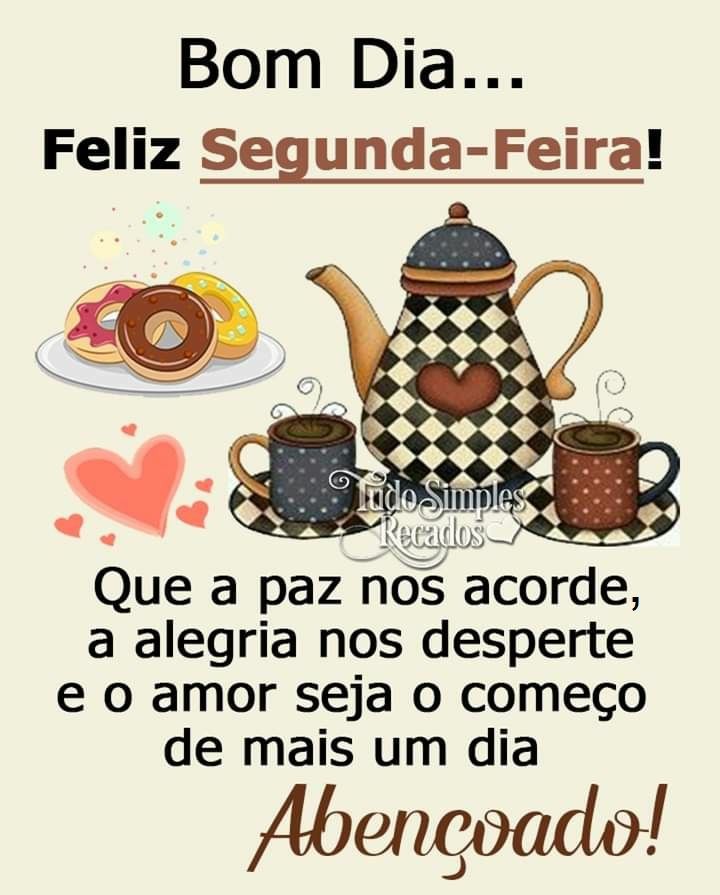 Bom Dia...
Feliz Segunda-Feira!
Tudo Simples
Recados
Que a paz nos acorde,
a alegria nos desperte
e o amor seja o começo
de mais um dia
Abençoado!